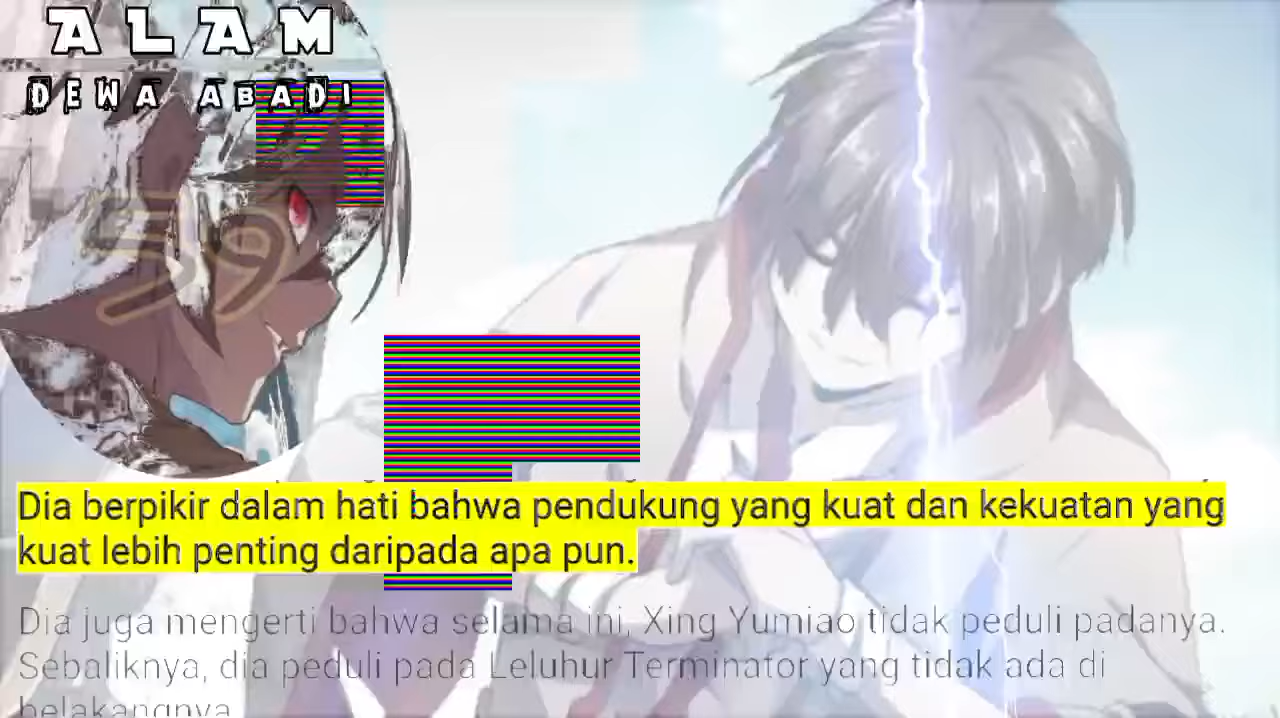 ALAM
DEWA ABADI
59
Dia berpikir dalam hati bahwa pendukung yang kuat dan kekuatan yang
kuat lebih penting daripada apa pun.
Dia juga mengerti bahwa selama ini, Xing Yumiao tidak peduli padanya.
Sebaliknya, dia peduli pada Leluhur Terminator yang tidak ada di
belakangnya